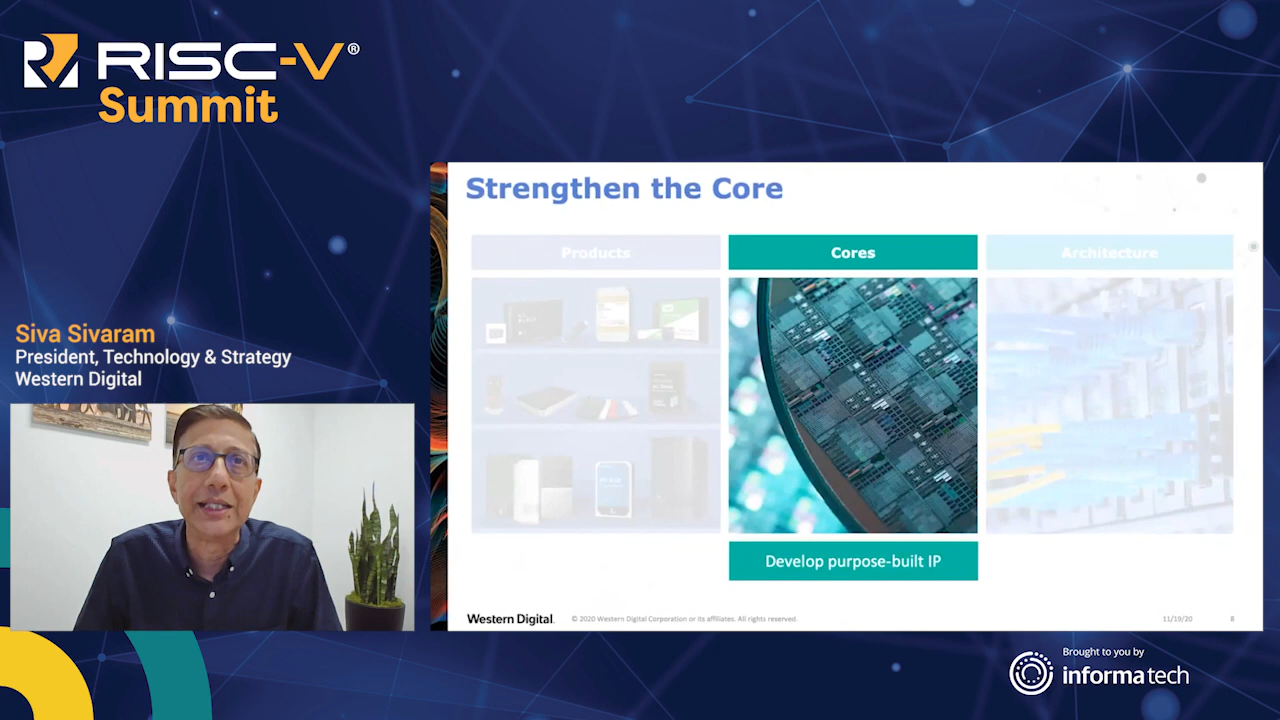 RISC-V®
Summit
Siva Sivaram
President, Technology & Strategy
Western Digital
Strengthen the Core
Products
Cores
Architecture
Develop purpose-built IP
Western Digital.
© 2020 Western Digital Corporation or its affiliates. All rights reserved.
11/19/20
8
Brought to you by
informa tech